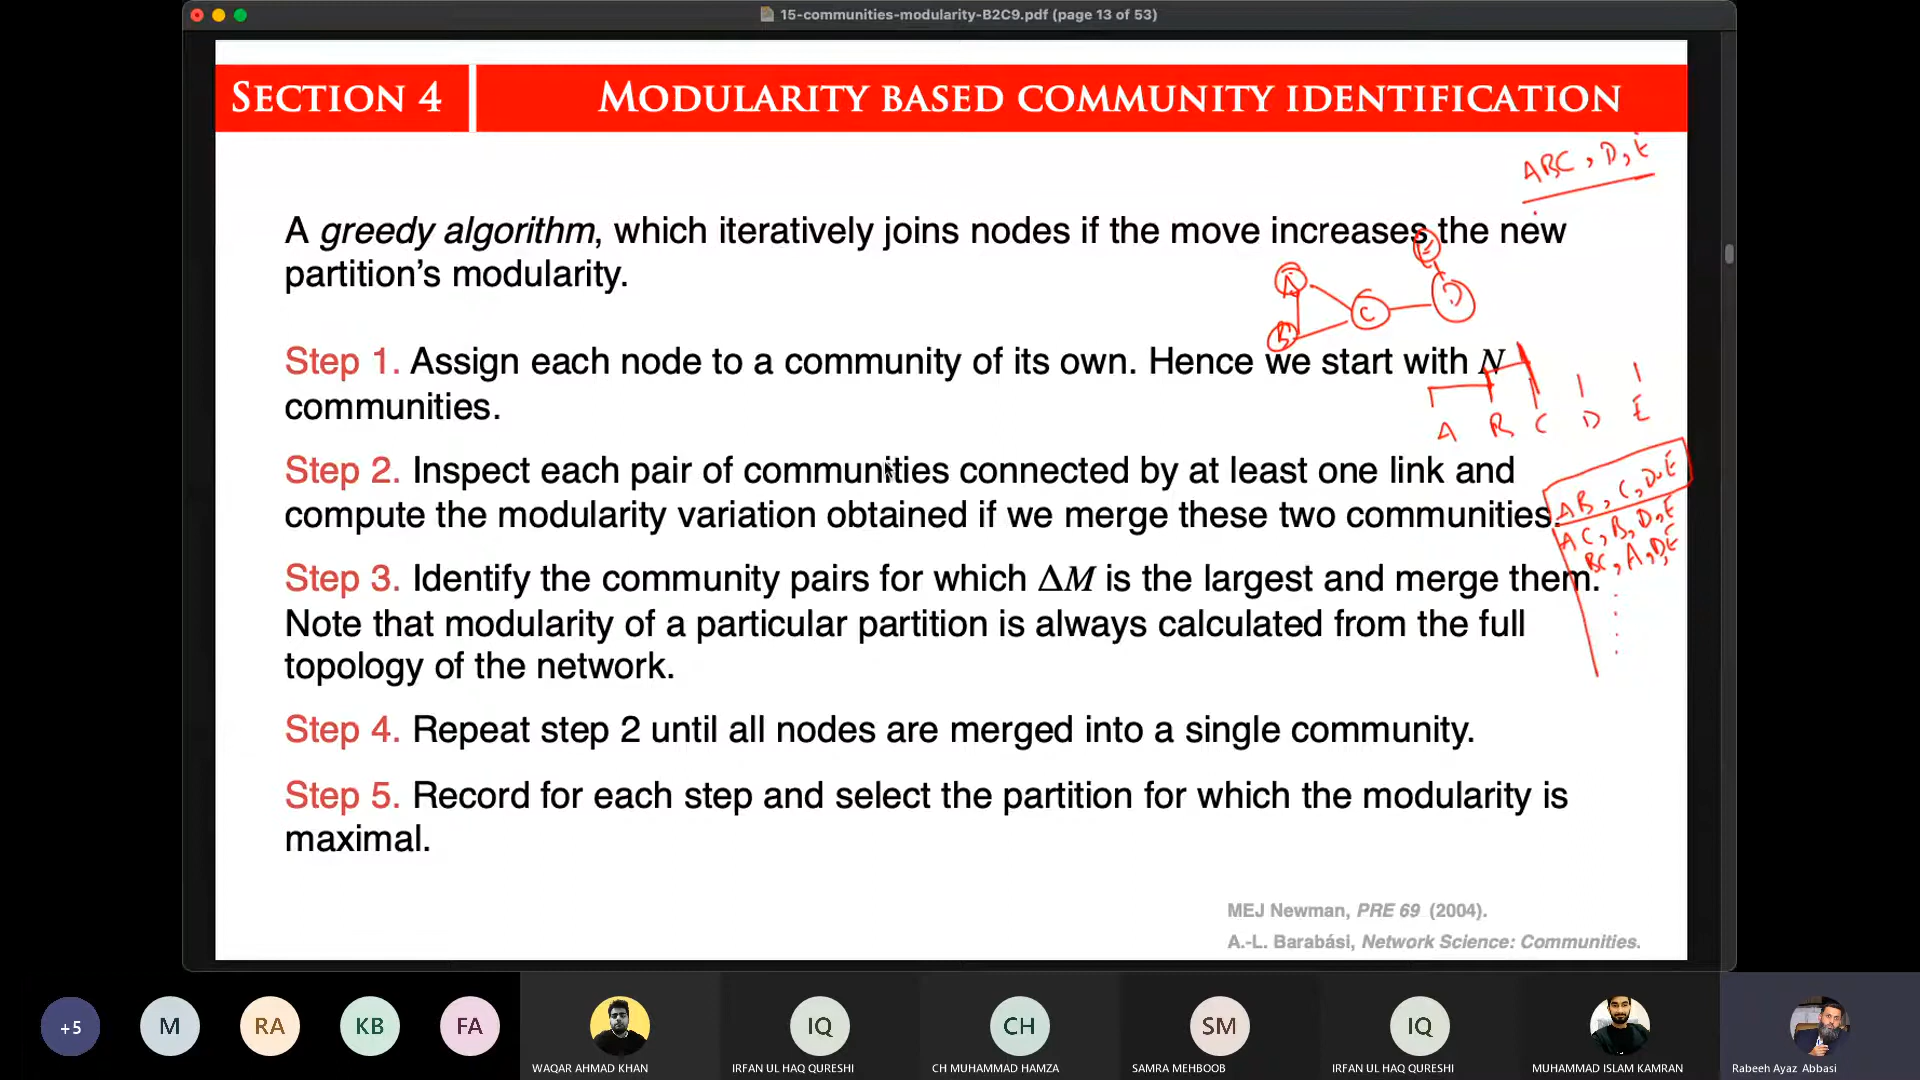 15-communities-modularity-B2C9.pdf (page 13 of 53)
SECTION 4
MODULARITY BASED COMMUNITY IDENTIFICATION
ABC, D, E
A greedy algorithm, which iteratively joins nodes if the move increases the new
partition's modularity.
E
A
C
D
B
Step 1. Assign each node to a community of its own. Hence we start with N
communities.
A B C D E
Step 2. Inspect each pair of communities connected by at least one link and
compute the modularity variation obtained if we merge these two communities.
AB, C, D, E
AC, B, D, E
BC, A, D, E
Step 3. Identify the community pairs for which ΔM is the largest and merge them.
Note that modularity of a particular partition is always calculated from the full
topology of the network.
Step 4. Repeat step 2 until all nodes are merged into a single community.
Step 5. Record for each step and select the partition for which the modularity is
maximal.
MEJ Newman, PRE 69 (2004).
A.-L. Barabási, Network Science: Communities.
+5
M
RA
KB
FA
IQ
CH
SM
IQ
WAQAR AHMAD KHAN
IRFAN UL HAQ QURESHI
CH MUHAMMAD HAMZA
SAMRA MEHBOOB
IRFAN UL HAQ QURESHI
MUHAMMAD ISLAM KAMRAN
Rabeeh Ayaz Abbasi